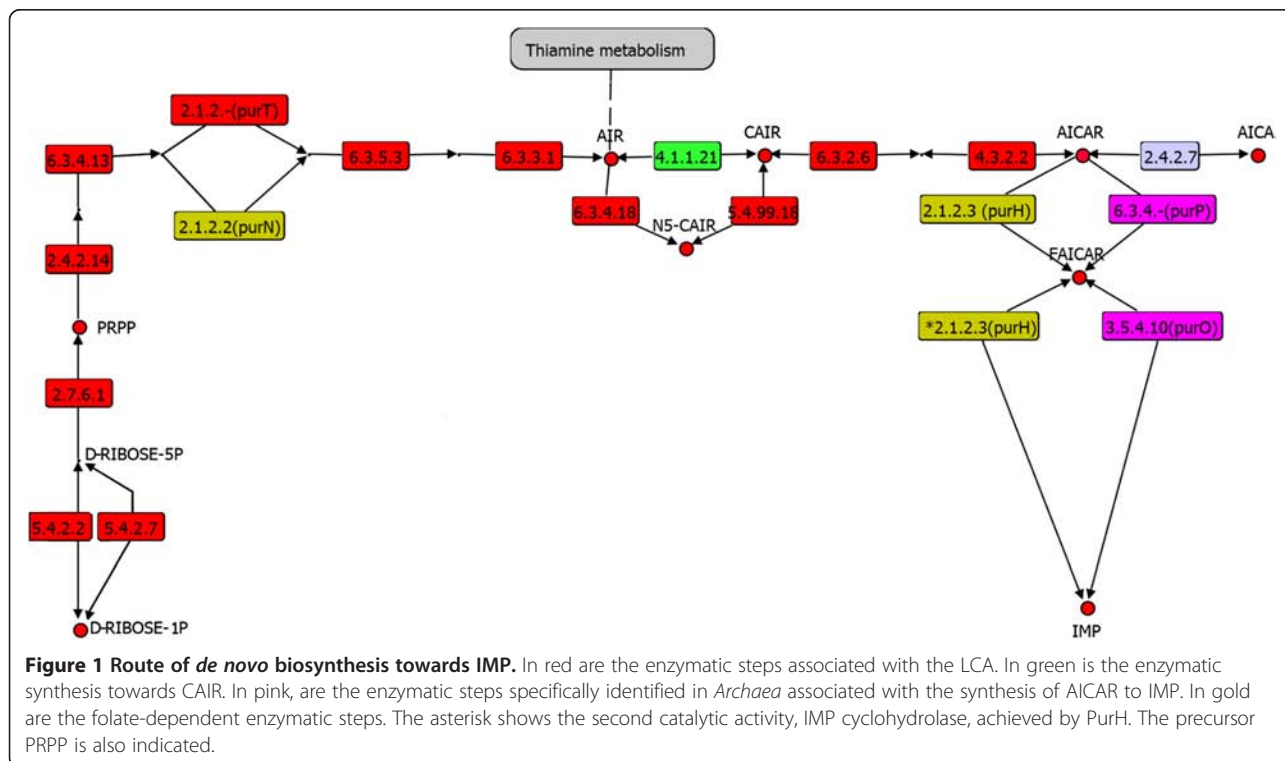 Thiamine metabolism
2.1.2.-(purT)
6.3.4.13
6.3.5.3
6.3.3.1
AIR
4.1.1.21
CAIR
6.3.2.6
4.3.2.2
AICAR
2.4.2.7
AICA
2.1.2.2(purN)
6.3.4.18
N5-CAIR
5.4.99.18
2.1.2.3 (purH)
6.3.4.-(purP)
2.4.2.14
FAICAR
PRPP
*2.1.2.3(purH)
3.5.4.10(purO)
2.7.6.1
D-RIBOSE-5P
5.4.2.2
5.4.2.7
D-RIBOSE-1P
IMP
Figure 1 Route of de novo biosynthesis towards IMP. In red are the enzymatic steps associated with the LCA. In green is the enzymatic
synthesis towards CAIR. In pink, are the enzymatic steps specifically identified in Archaea associated with the synthesis of AICAR to IMP. In gold
are the folate-dependent enzymatic steps. The asterisk shows the second catalytic activity, IMP cyclohydrolase, achieved by PurH. The precursor
PRPP is also indicated.